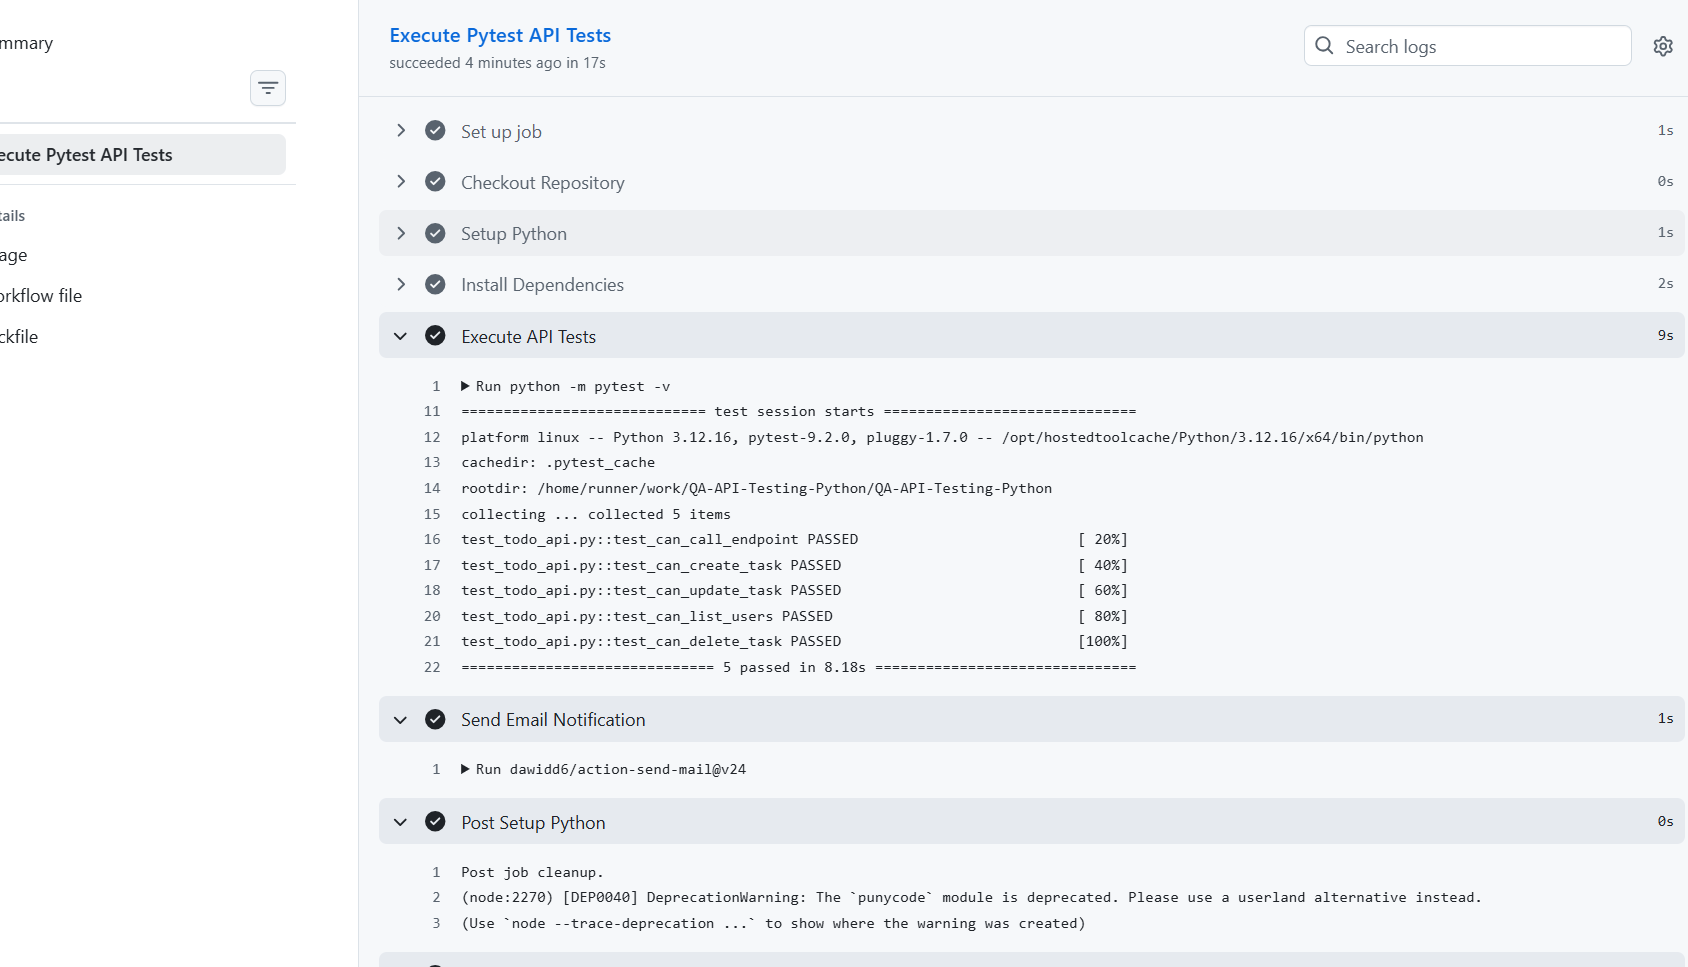 mmary
ecute Pytest API Tests
tails
age
orkflow file
ckfile
Execute Pytest API Tests
succeeded 4 minutes ago in 17s
Search logs
Set up job 1s
Checkout Repository 0s
Setup Python 1s
Install Dependencies 2s
Execute API Tests 9s
1 Run python -m pytest -v
11 ============================= test session starts ==============================
12 platform linux -- Python 3.12.16, pytest-9.2.0, pluggy-1.7.0 -- /opt/hostedtoolcache/Python/3.12.16/x64/bin/python
13 cachedir: .pytest_cache
14 rootdir: /home/runner/work/QA-API-Testing-Python/QA-API-Testing-Python
15 collecting ... collected 5 items
16 test_todo_api.py::test_can_call_endpoint PASSED [ 20%]
17 test_todo_api.py::test_can_create_task PASSED [ 40%]
18 test_todo_api.py::test_can_update_task PASSED [ 60%]
20 test_todo_api.py::test_can_list_users PASSED [ 80%]
21 test_todo_api.py::test_can_delete_task PASSED [100%]
22 ============================== 5 passed in 8.18s ===============================
Send Email Notification 1s
1 Run dawidd6/action-send-mail@v24
Post Setup Python 0s
1 Post job cleanup.
2 (node:2270) [DEP0040] DeprecationWarning: The `punycode` module is deprecated. Please use a userland alternative instead.
3 (Use `node --trace-deprecation ...` to show where the warning was created)